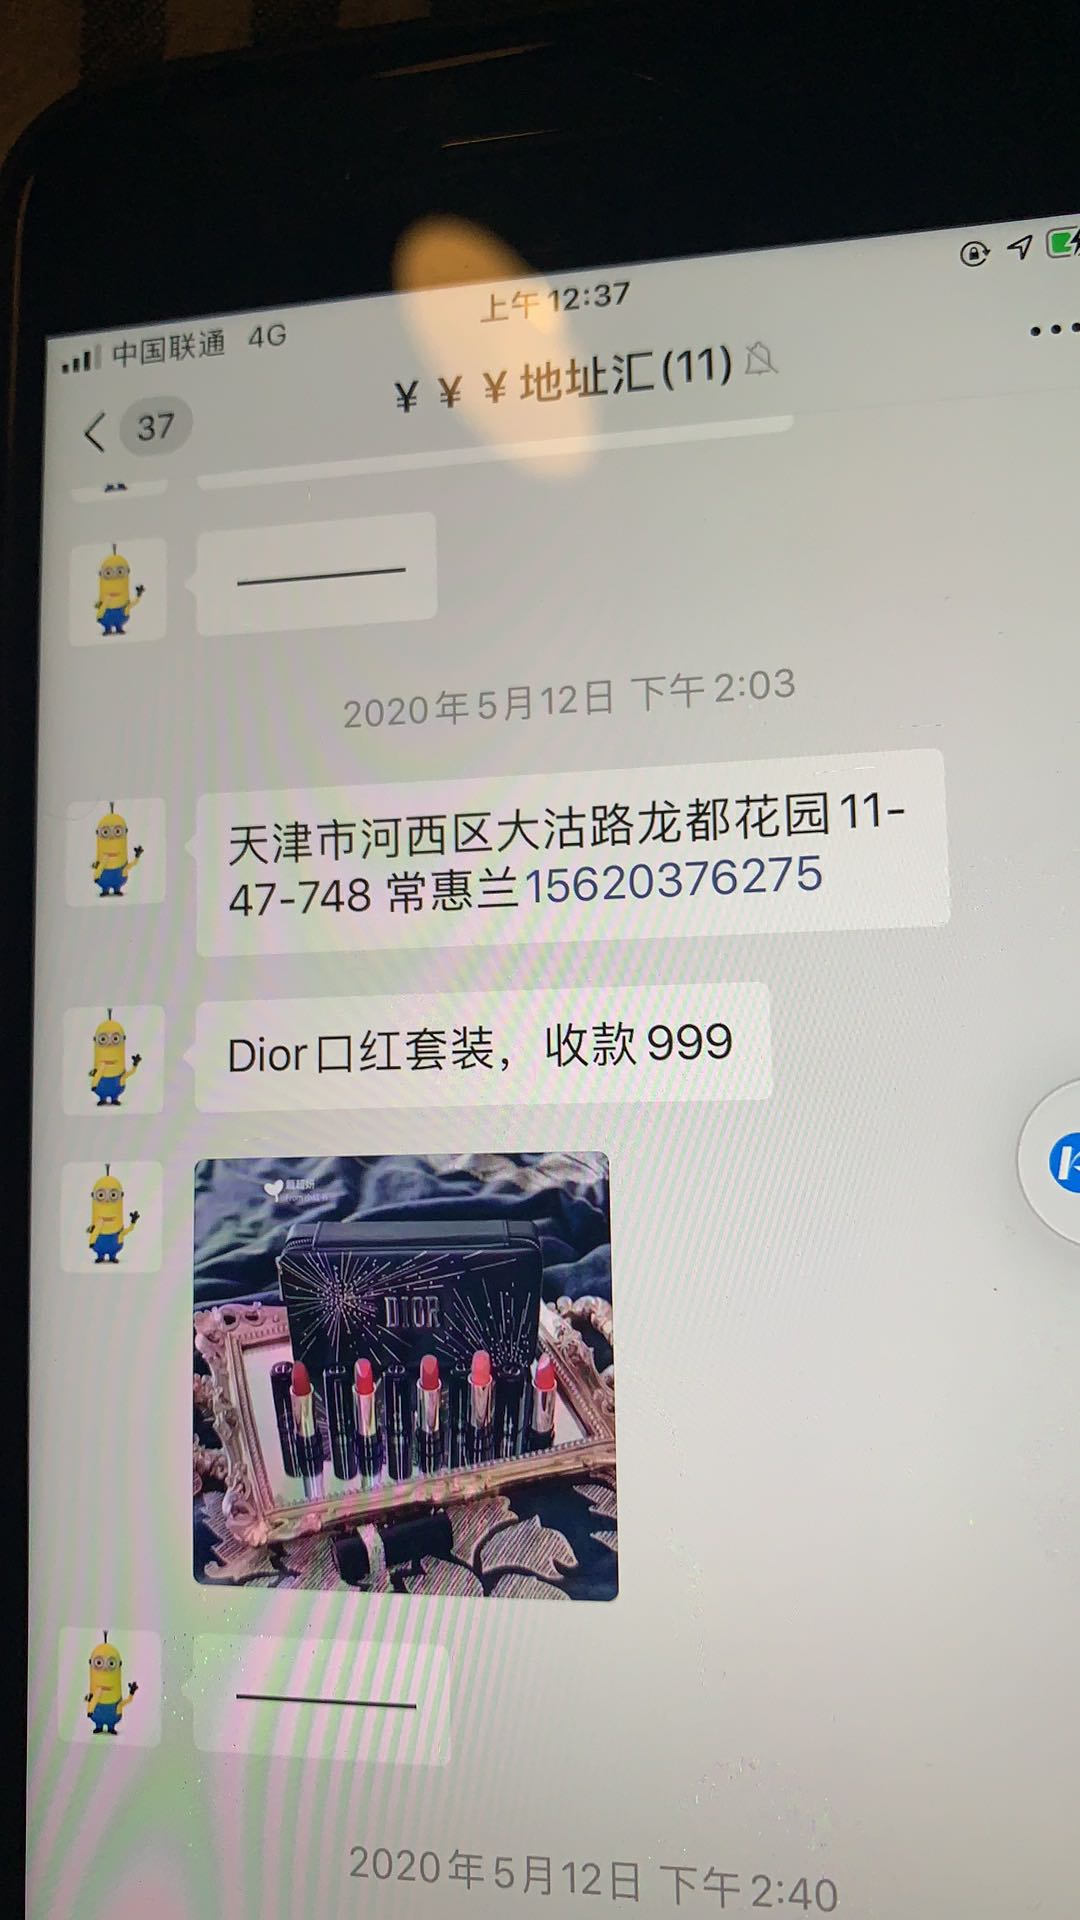 上午12:37
中国联通 4G
37
¥ ¥ ¥地址汇(11)
2020年5月12日 下午2:03
天津市河西区大沽路龙都花园11-
47-748 常惠兰15620376275
Dior口红套装，收款999
DIOR
2020年5月12日 下午2:40